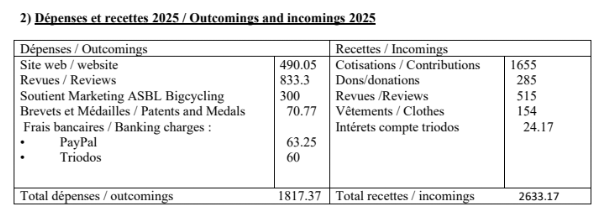 2) Dépenses et recettes 2025 / Outcomings and incomings 2025
Dépenses / Outcomings Recettes / Incomings
Site web / website 490.05 Cotisations / Contributions 1655
Revues / Reviews 833.3 Dons/donations 285
Soutient Marketing ASBL Bigcycling 300 Revues /Reviews 515
Brevets et Médailles / Patents and Medals 70.77 Vêtements / Clothes 154
Frais bancaires / Banking charges : Intérets compte triodos 24.17
• PayPal 63.25
• Triodos 60
Total dépenses / outcomings 1817.37 Total recettes / incomings 2633.17